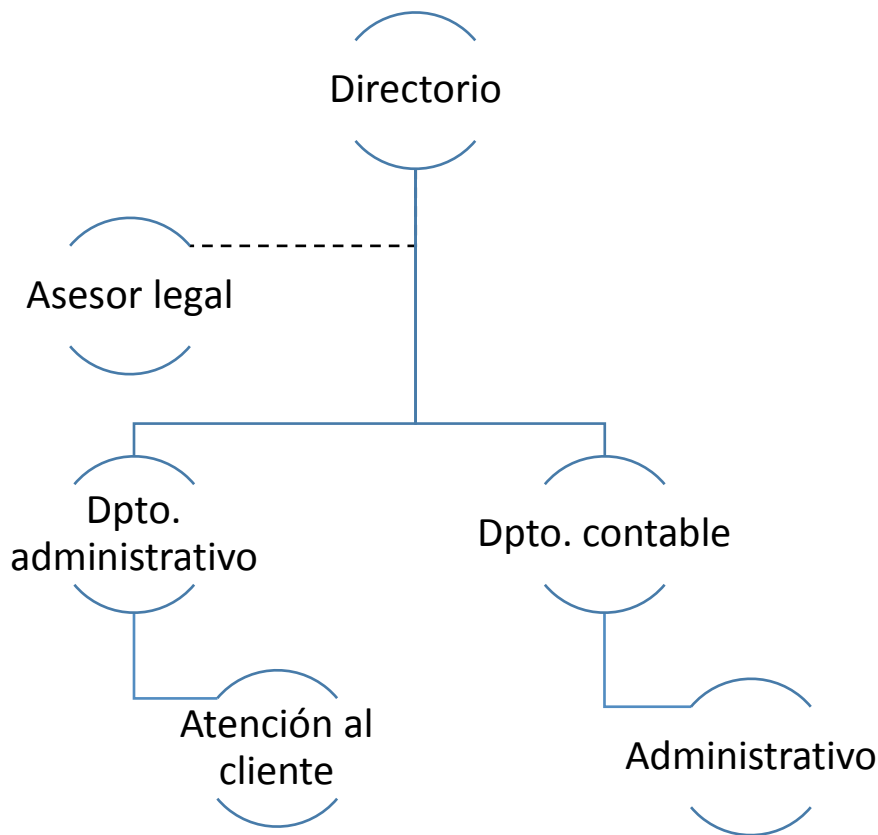 Directorio
Asesor legal
Dpto.
administrativo
Dpto. contable
Atención al
cliente
Administrativo